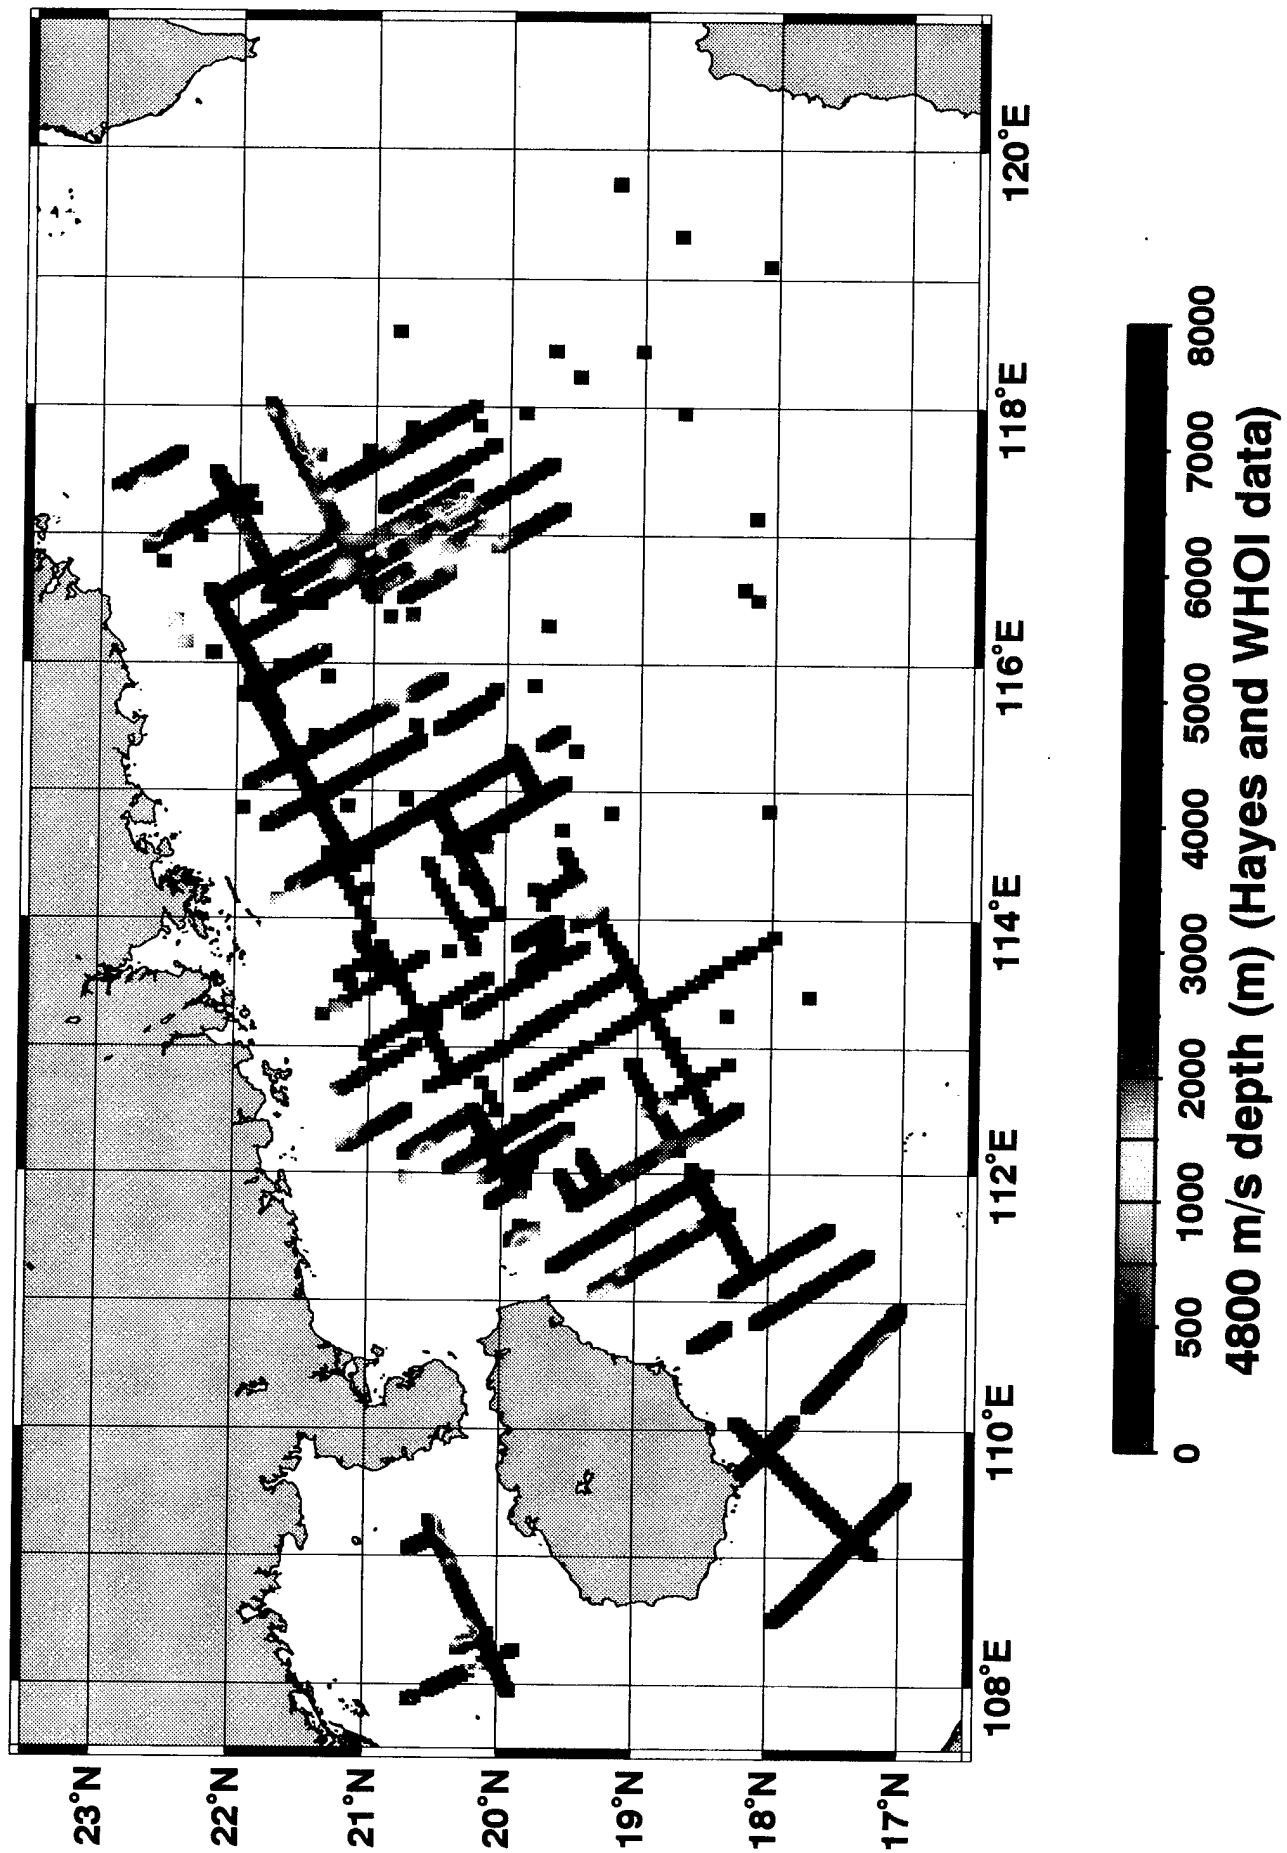 23°N
22°N
21°N
20°N
19°N
18°N
17°N
108°E 110°E 112°E 114°E 116°E 118°E 120°E
0 500 1000 2000 3000 4000 5000 6000 7000 8000
4800 m/s depth (m) (Hayes and WHOI data)